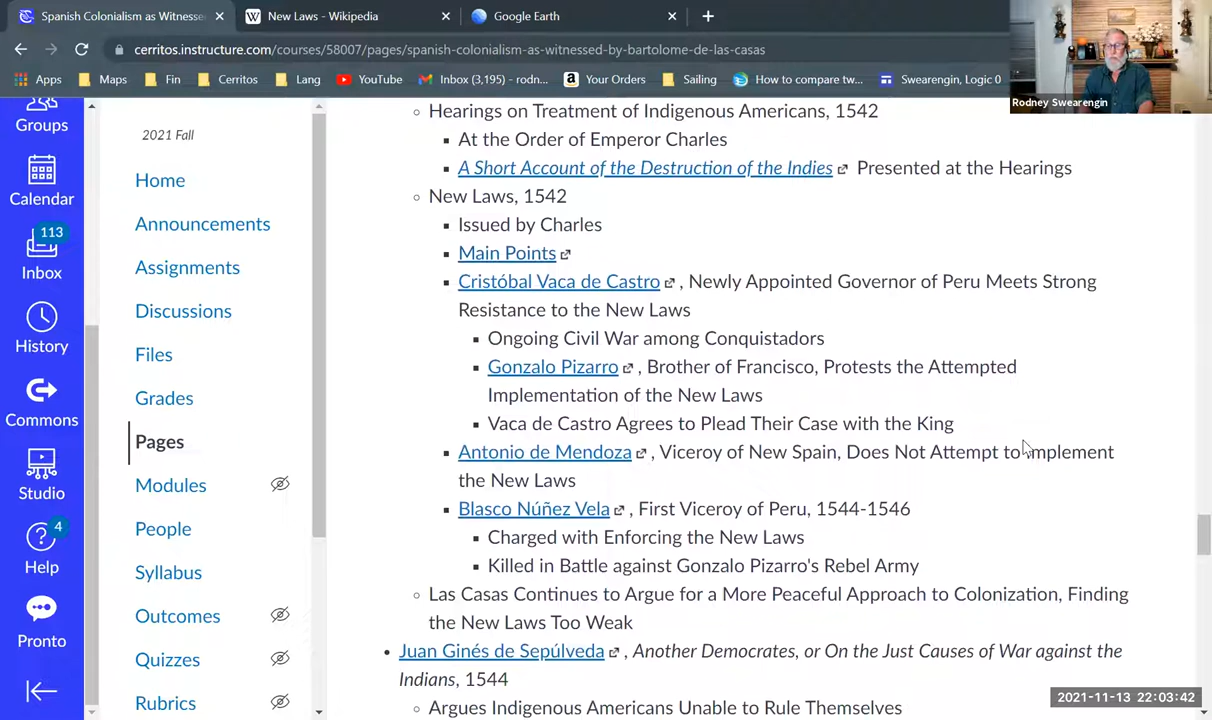 Spanish Colonialism as Witnesse
New Laws - Wikipedia
Google Earth
cerritos.instructure.com/courses/58007/pages/spanish-colonialism-as-witnessed-by-bartolome-de-las-casas
Apps
Maps
Fin
Cerritos
Lang
YouTube
Inbox (3,195) - rodn...
Your Orders
Sailing
How to compare tw...
Swearengin, Logic 0
Rodney Swearengin
Groups
Calendar
113
Inbox
History
Commons
Studio
4
Help
Pronto
2021 Fall
Home
Announcements
Assignments
Discussions
Files
Grades
Pages
Modules
People
Syllabus
Outcomes
Quizzes
Rubrics
Hearings on Treatment of Indigenous Americans, 1542
At the Order of Emperor Charles
A Short Account of the Destruction of the Indies Presented at the Hearings
New Laws, 1542
Issued by Charles
Main Points
Cristóbal Vaca de Castro , Newly Appointed Governor of Peru Meets Strong
Resistance to the New Laws
Ongoing Civil War among Conquistadors
Gonzalo Pizarro , Brother of Francisco, Protests the Attempted
Implementation of the New Laws
Vaca de Castro Agrees to Plead Their Case with the King
Antonio de Mendoza , Viceroy of New Spain, Does Not Attempt to Implement
the New Laws
Blasco Núñez Vela , First Viceroy of Peru, 1544-1546
Charged with Enforcing the New Laws
Killed in Battle against Gonzalo Pizarro's Rebel Army
Las Casas Continues to Argue for a More Peaceful Approach to Colonization, Finding
the New Laws Too Weak
Juan Ginés de Sepúlveda , Another Democrates, or On the Just Causes of War against the
Indians, 1544
Argues Indigenous Americans Unable to Rule Themselves
2021-11-13 22:03:42